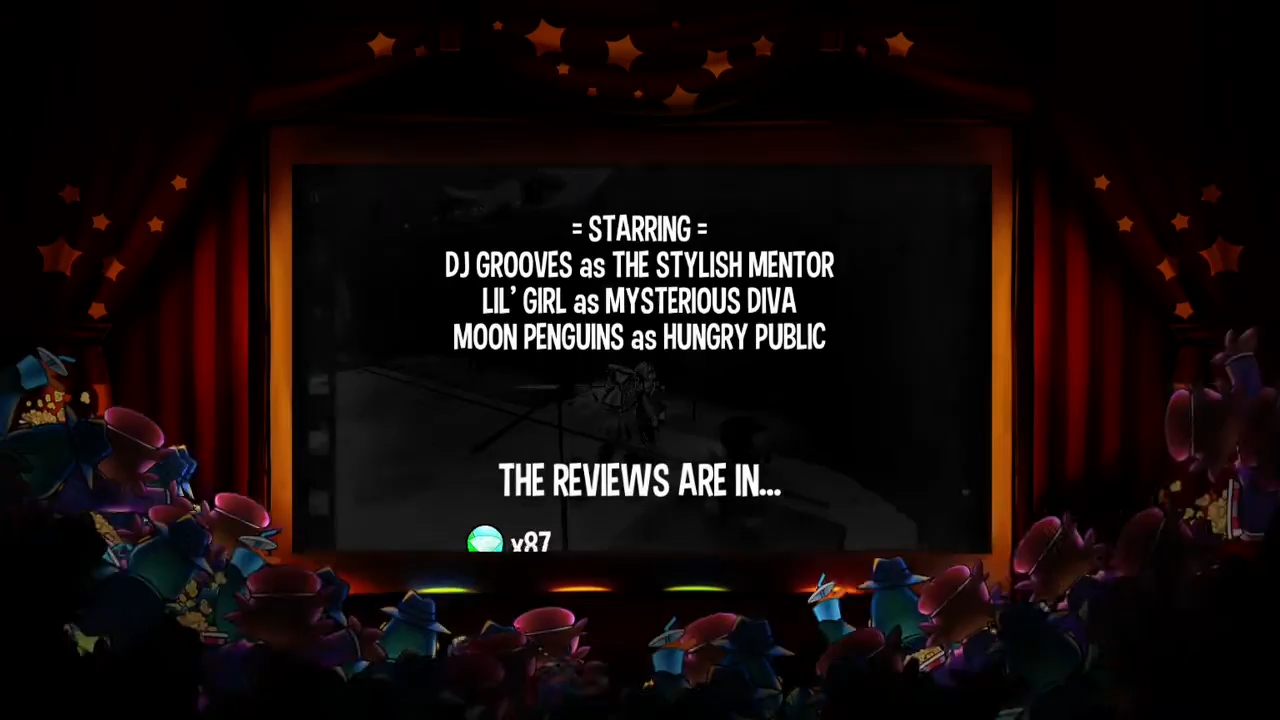 = STARRING =
DJ GROOVES as THE STYLISH MENTOR
LIL' GIRL as MYSTERIOUS DIVA
MOON PENGUINS as HUNGRY PUBLIC
THE REVIEWS ARE IN...
x87